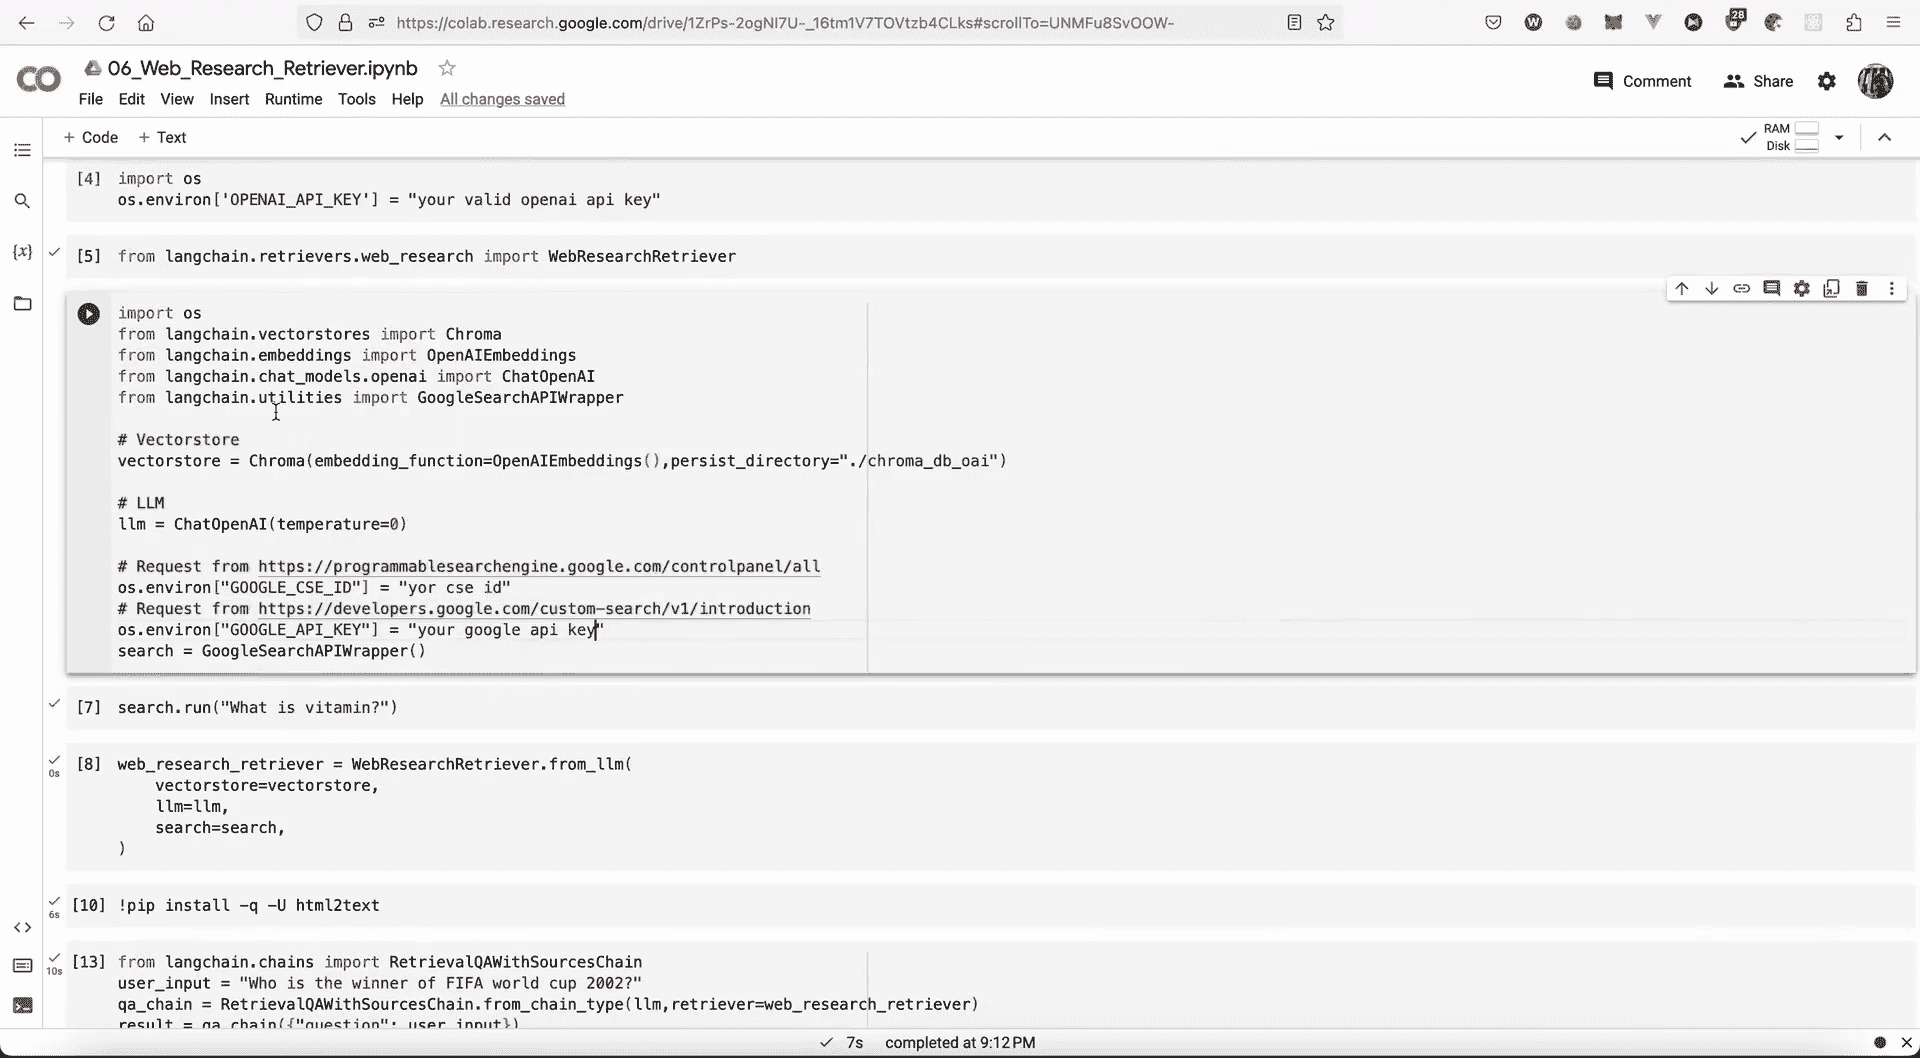 https://colab.research.google.com/drive/1ZrPs-2ogNI7U-_16tm1V7TOVtzb4CLks#scrollTo=UNMFu8SvOOW-
28
06_Web_Research_Retriever.ipynb
Comment
Share
File Edit View Insert Runtime Tools Help All changes saved
+ Code + Text
RAM
Disk
[4] import os
os.environ['OPENAI_API_KEY'] = "your valid openai api key"
[5] from langchain.retrievers.web_research import WebResearchRetriever
import os
from langchain.vectorstores import Chroma
from langchain.embeddings import OpenAIEmbeddings
from langchain.chat_models.openai import ChatOpenAI
from langchain.utilities import GoogleSearchAPIWrapper
# Vectorstore
vectorstore = Chroma(embedding_function=OpenAIEmbeddings(),persist_directory="./chroma_db_oai")
# LLM
llm = ChatOpenAI(temperature=0)
# Request from https://programmablesearchengine.google.com/controlpanel/all
os.environ["GOOGLE_CSE_ID"] = "yor cse id"
# Request from https://developers.google.com/custom-search/v1/introduction
os.environ["GOOGLE_API_KEY"] = "your google api key"
search = GoogleSearchAPIWrapper()
[7] search.run("What is vitamin?")
[8] web_research_retriever = WebResearchRetriever.from_llm(
0s
vectorstore=vectorstore,
llm=llm,
search=search,
)
[10] !pip install -q -U html2text
6s
[13] from langchain.chains import RetrievalQAWithSourcesChain
10s
user_input = "Who is the winner of FIFA world cup 2002?"
qa_chain = RetrievalQAWithSourcesChain.from_chain_type(llm,retriever=web_research_retriever)
result = qa_chain({"question": user_input})
7s completed at 9:12 PM